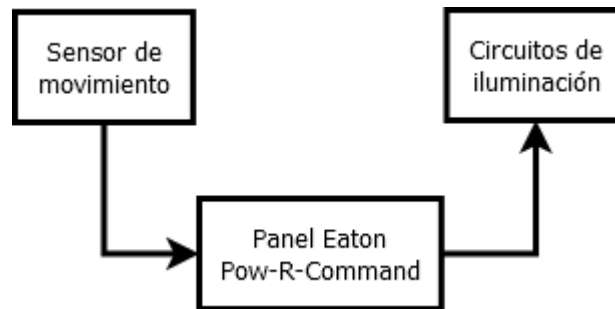 Sensor de
movimiento
Circuitos de
iluminación
Panel Eaton
Pow-R-Command